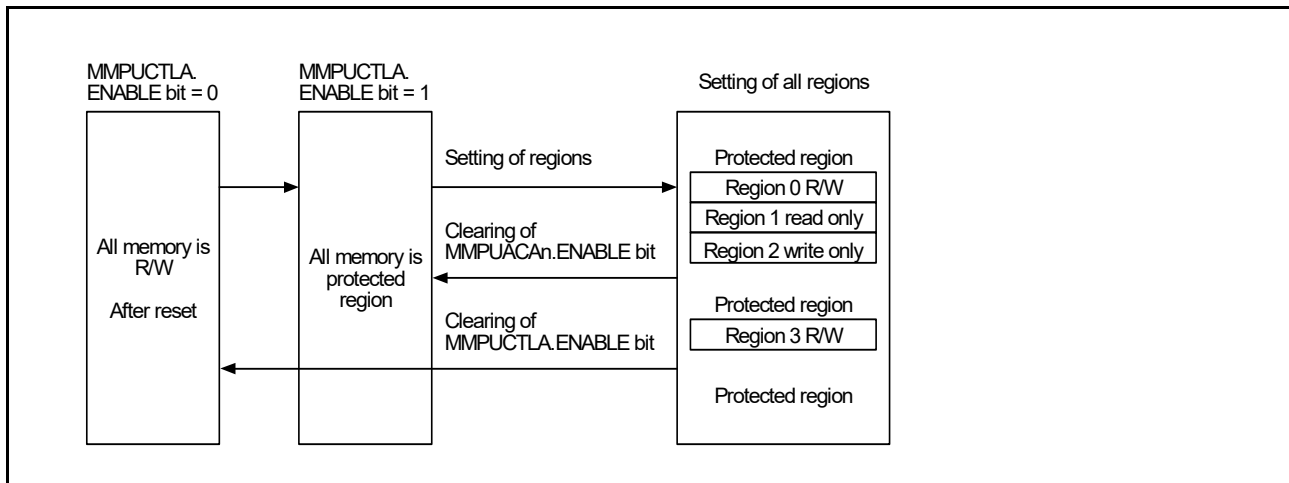 MMPUCTLA.
ENABLE bit = 0
MMPUCTLA.
ENABLE bit = 1
Setting of all regions
All memory is
R/W
After reset
All memory is
protected
region
Setting of regions
Clearing of
MMPUACAn.ENABLE bit
Clearing of
MMPUCTLA.ENABLE bit
Protected region
Region 0 R/W
Region 1 read only
Region 2 write only
Protected region
Region 3 R/W
Protected region